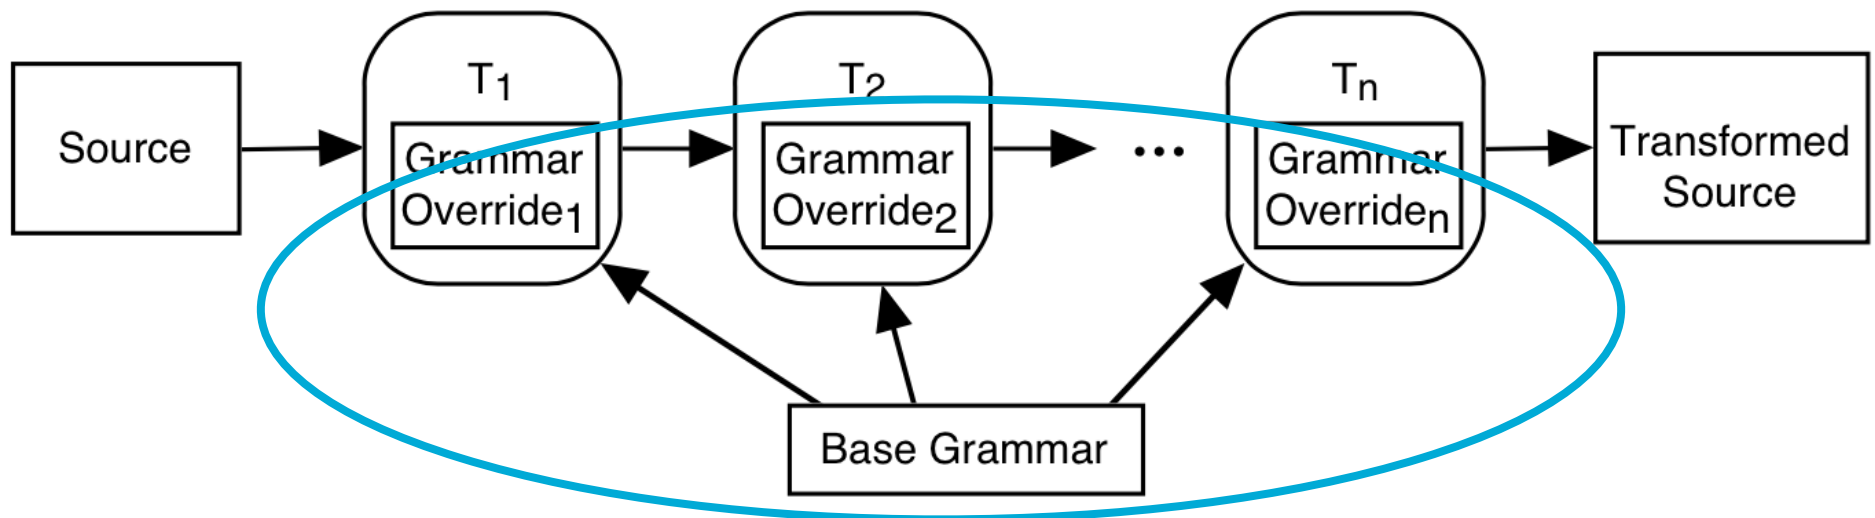 Source
T1
Grammar
Override1
T2
Grammar
Override2
...
Tn
Grammar
Overriden
Transformed
Source
Base Grammar